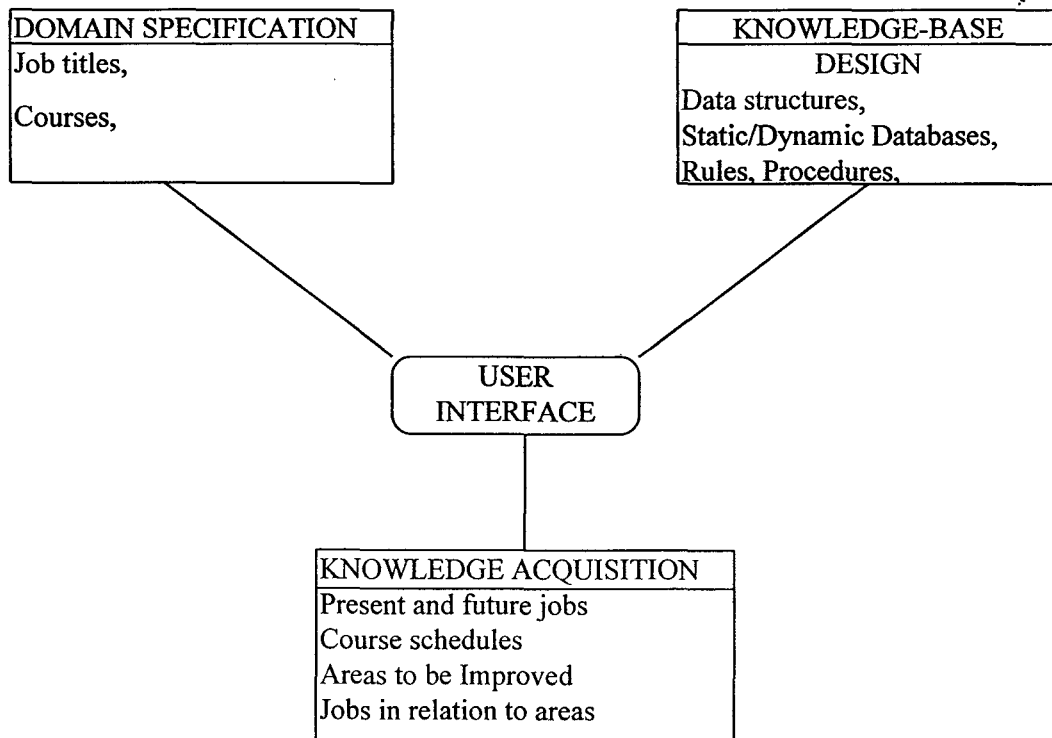 DOMAIN SPECIFICATION
Job titles,
Courses,
KNOWLEDGE-BASE
DESIGN
Data structures,
Static/Dynamic Databases,
Rules, Procedures,
USER
INTERFACE
KNOWLEDGE ACQUISITION
Present and future jobs
Course schedules
Areas to be Improved
Jobs in relation to areas